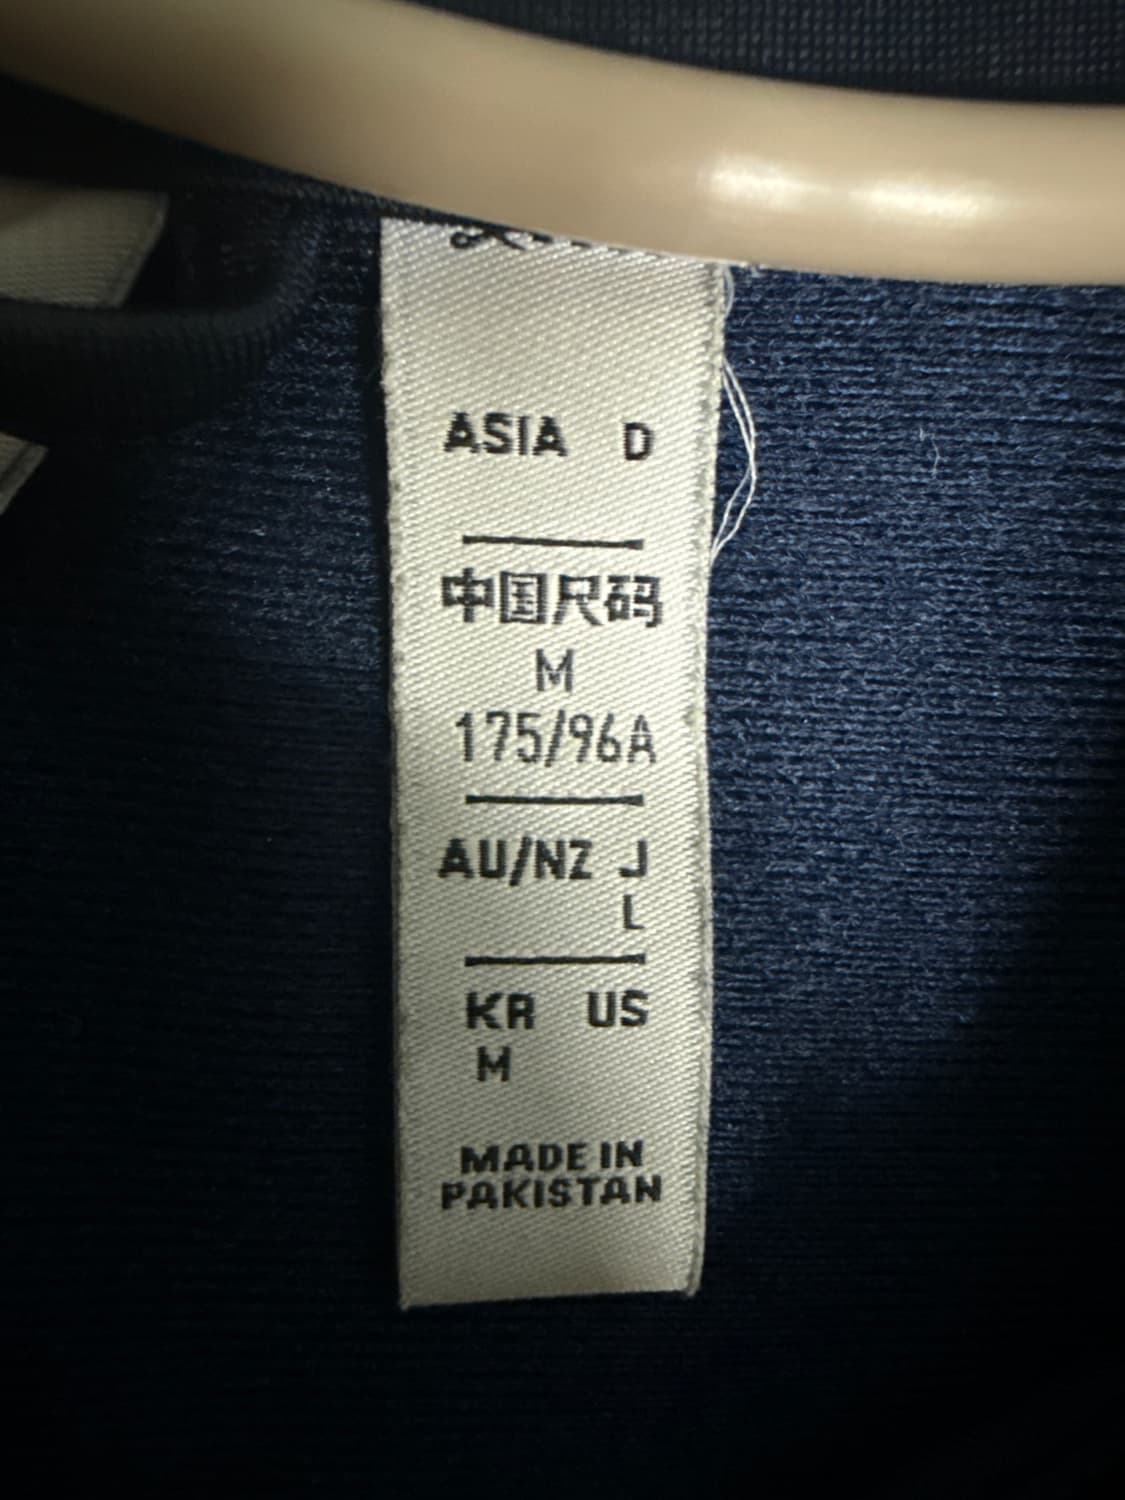 ASIA D
中国尺码
M
175/96A
AU/NZ J
L
KR US
M
MADE IN
PAKISTAN